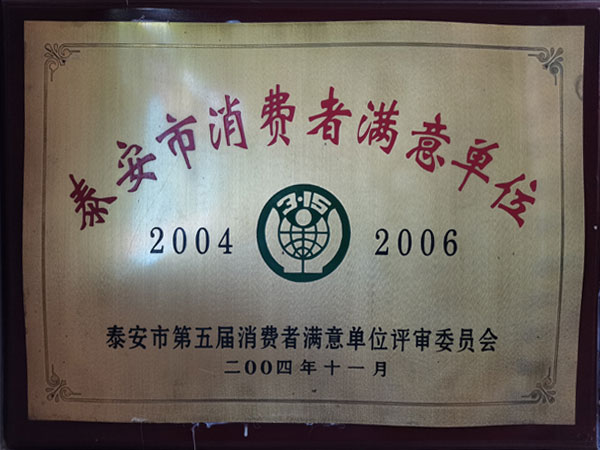 泰安市消费者满意单位
3·15
2004 2006
泰安市第五届消费者满意单位评审委员会
二〇〇四年十一月